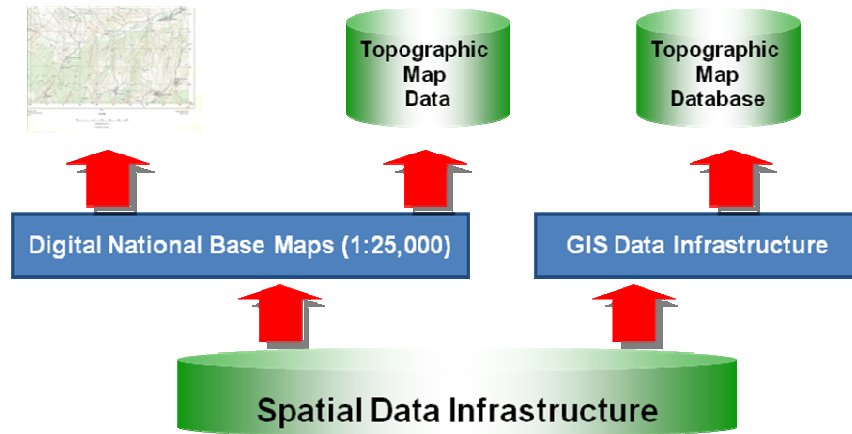 Topographic
Map
Data
Topographic
Map
Database
Digital National Base Maps (1:25,000)
GIS Data Infrastructure
Spatial Data Infrastructure